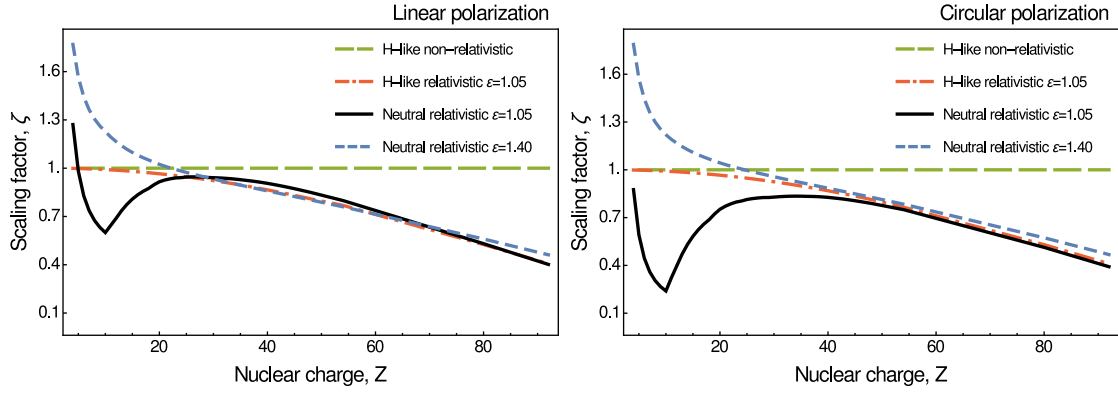 Linear polarization
Scaling factor, ζ
1.6
1.3
1
0.7
0.4
0.1
H-like non-relativistic
H-like relativistic ε=1.05
Neutral relativistic ε=1.05
Neutral relativistic ε=1.40
20 40 60 80
Nuclear charge, Z
Circular polarization
Scaling factor, ζ
1.6
1.3
1
0.7
0.4
0.1
H-like non-relativistic
H-like relativistic ε=1.05
Neutral relativistic ε=1.05
Neutral relativistic ε=1.40
20 40 60 80
Nuclear charge, Z